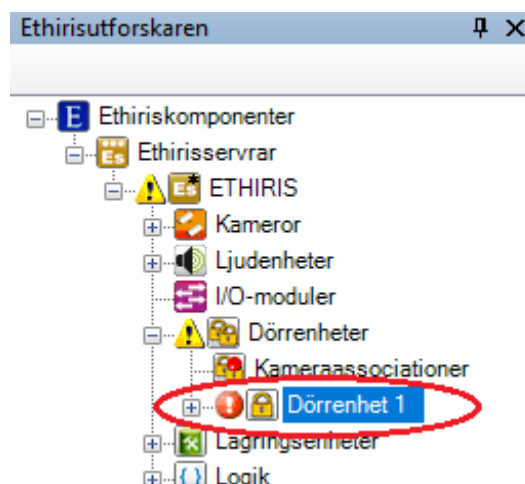 Ethirisutforskaren
Ethiriskomponenter
Ethirisservrar
ETHIRIS
Kameror
Ljudenheter
I/O-moduler
Dörrenheter
Kameraassociationer
Dörrenhet 1
Lagringsenheter
Logik